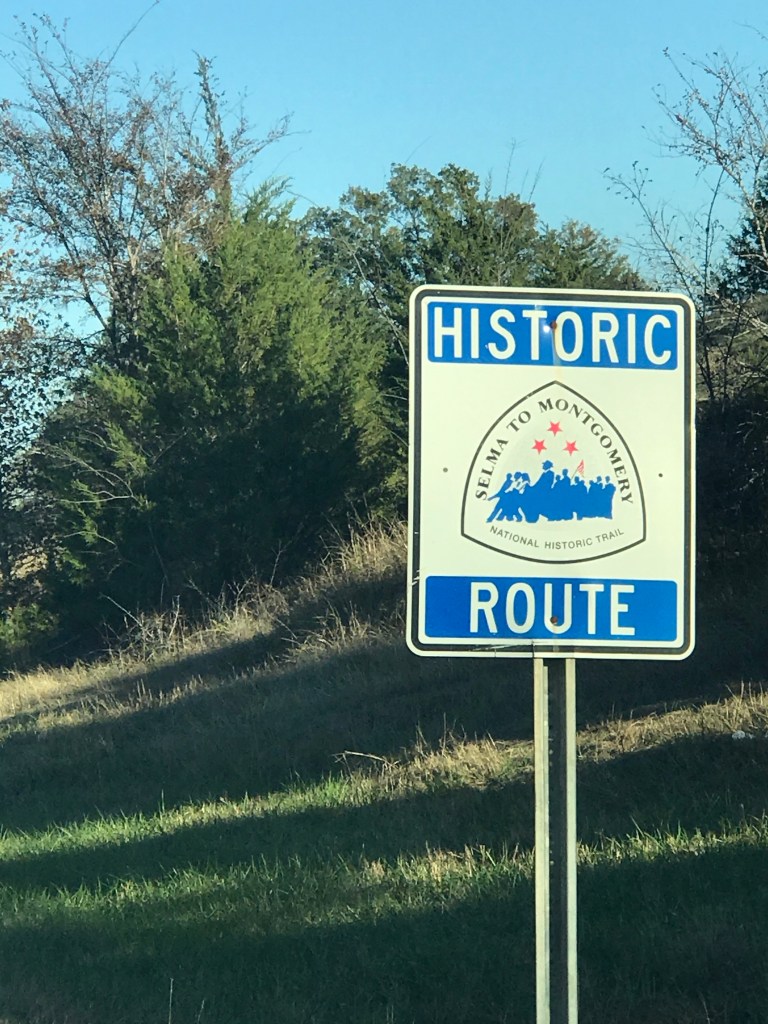 HISTORIC
SELMA TO MONTGOMERY
NATIONAL HISTORIC TRAIL
ROUTE